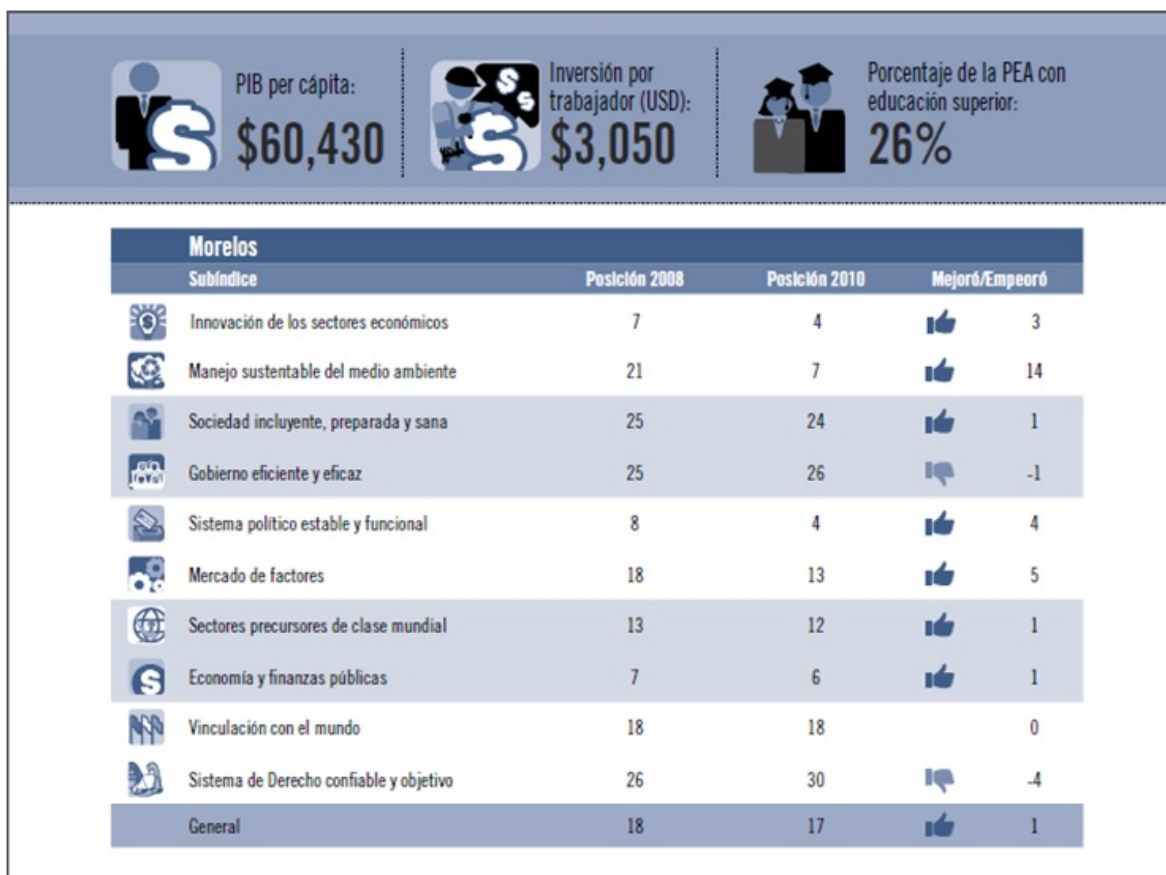 PIB per cápita:
$60,430
Inversión por
trabajador (USD):
$3,050
Porcentaje de la PEA con
educación superior:
26%
Morelos
Subíndice Posición 2008 Posición 2010 Mejoró/Empeoró
Innovación de los sectores económicos 7 4 3
Manejo sustentable del medio ambiente 21 7 14
Sociedad incluyente, preparada y sana 25 24 1
Gobierno eficiente y eficaz 25 26 -1
Sistema político estable y funcional 8 4 4
Mercado de factores 18 13 5
Sectores precursores de clase mundial 13 12 1
Economía y finanzas públicas 7 6 1
Vinculación con el mundo 18 18 0
Sistema de Derecho confiable y objetivo 26 30 -4
General 18 17 1